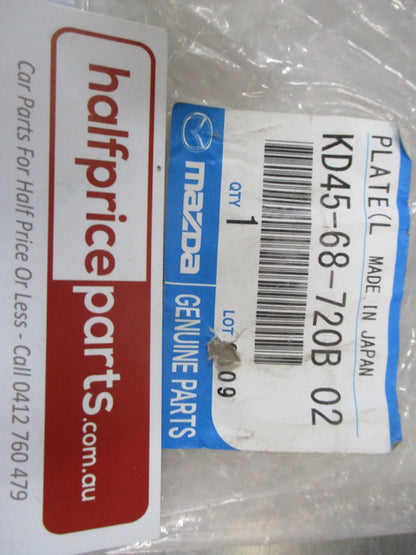 halfpriceparts.com.au
Car Parts For Half Price Or Less - Call 0412 760 479
PLATE(L MADE IN JAPAN
KD45-68-720B 02
QTY 1
LOT 09
mazda GENUINE PARTS